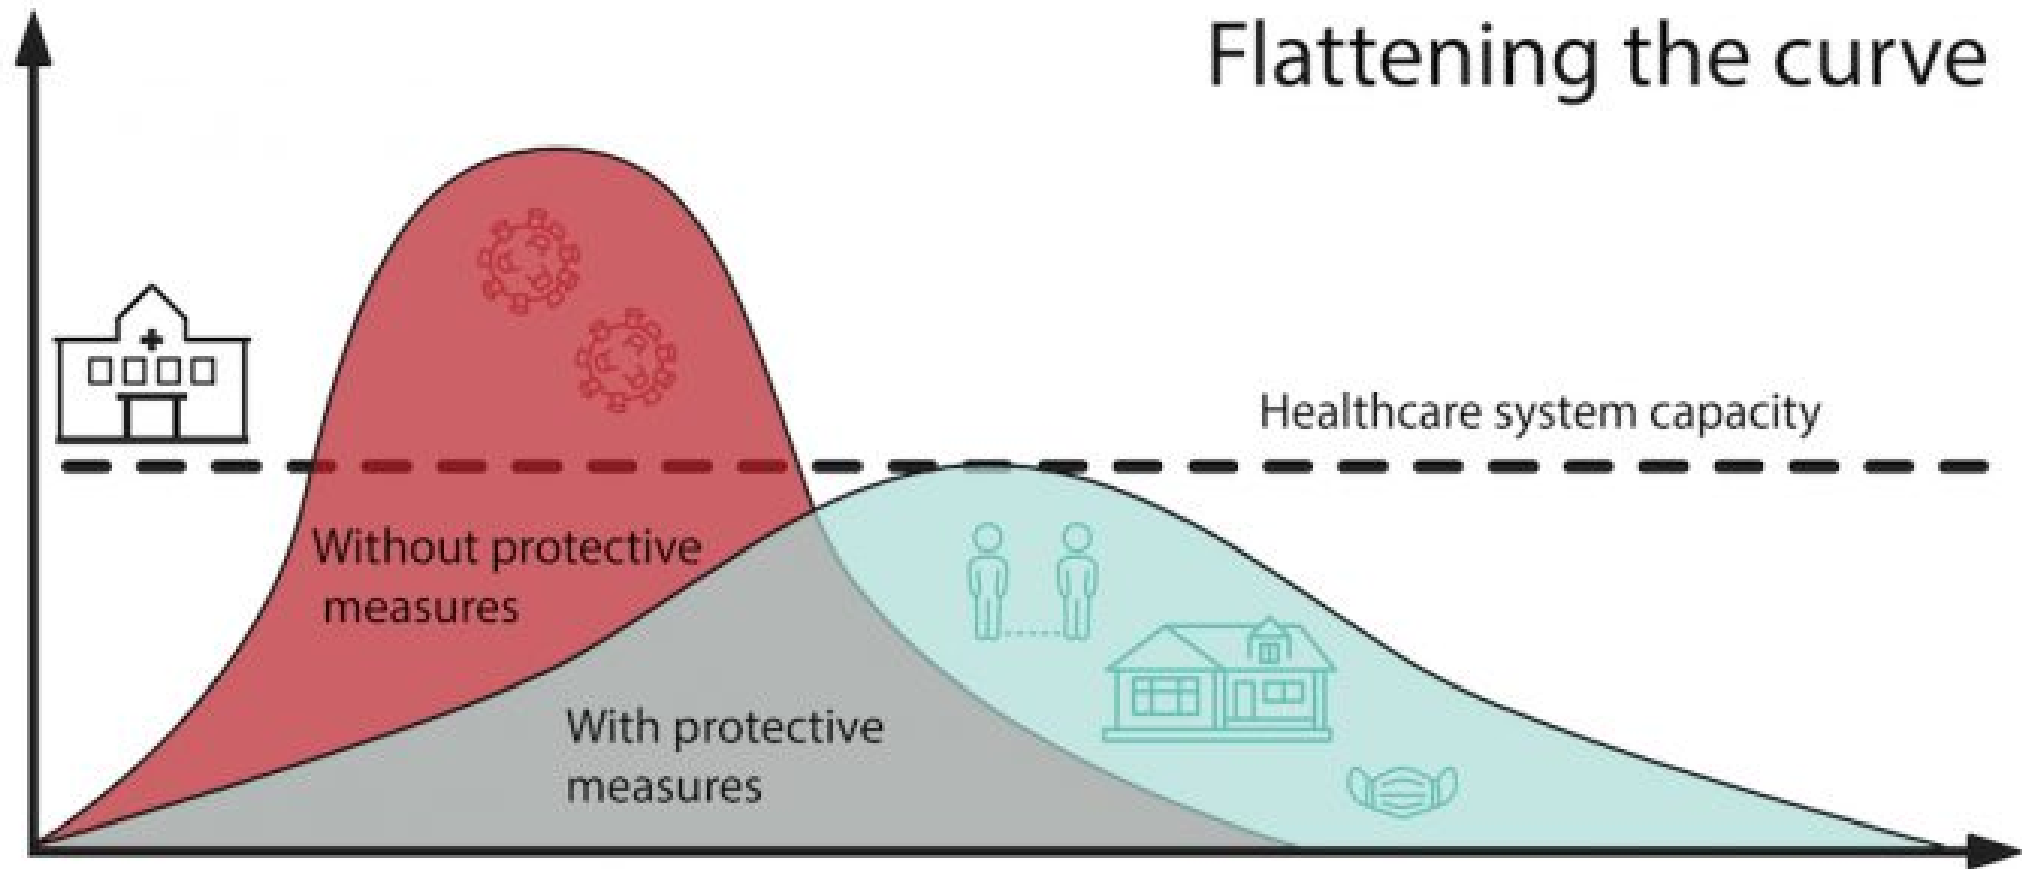 Flattening the curve
Healthcare system capacity
Without protective
measures
With protective
measures